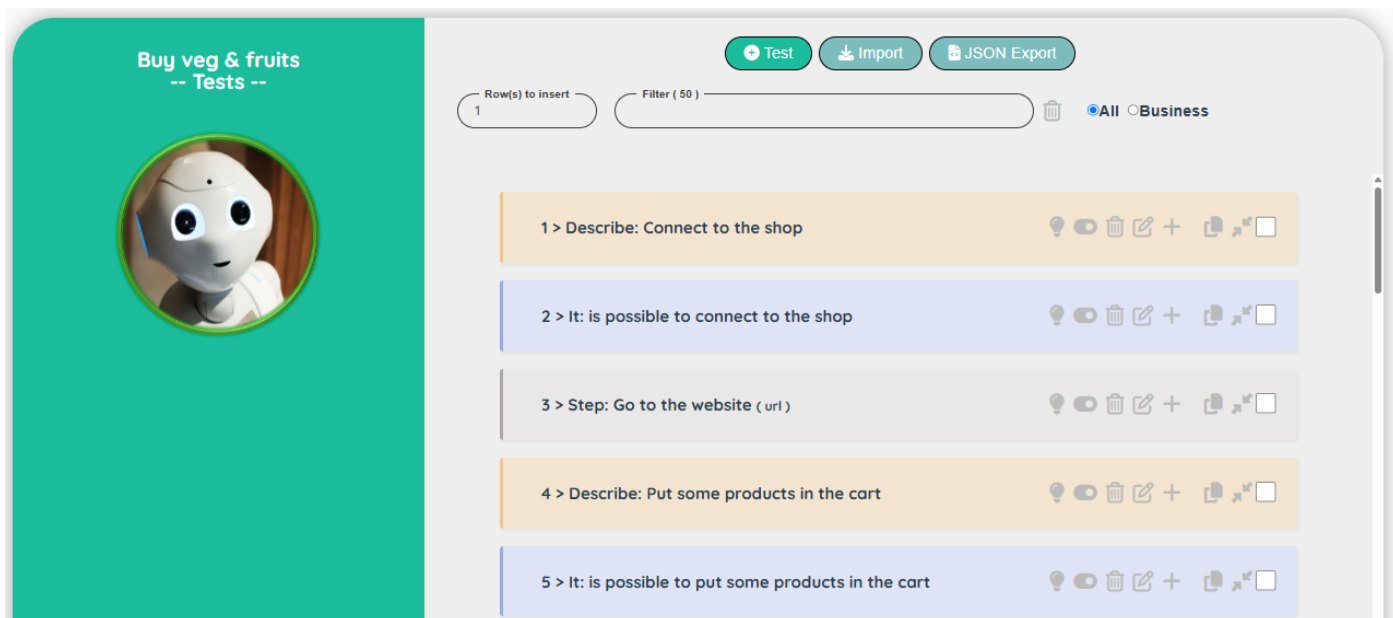 Buy veg & fruits
-- Tests --
Test
Import
JSON Export
Row(s) to insert
1
Filter ( 50 )
All
Business
1 > Describe: Connect to the shop
2 > It: is possible to connect to the shop
3 > Step: Go to the website ( url )
4 > Describe: Put some products in the cart
5 > It: is possible to put some products in the cart